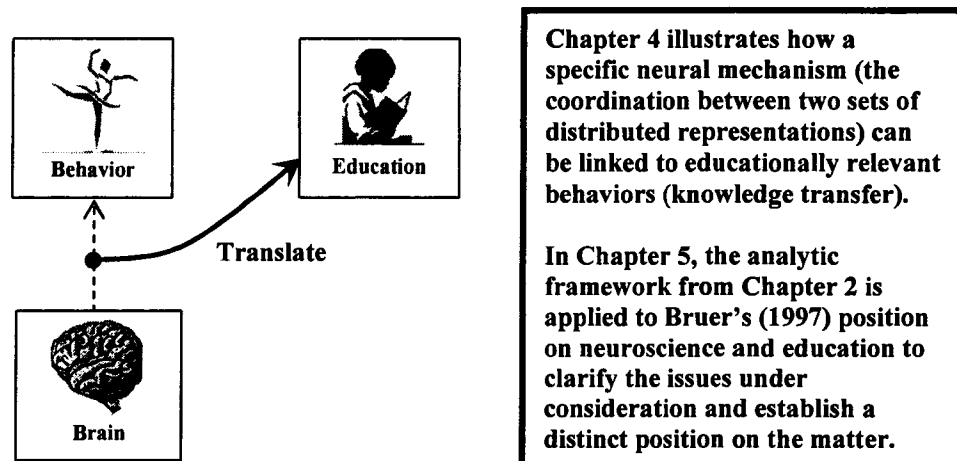 Behavior
Education
Translate
Brain
Chapter 4 illustrates how a
specific neural mechanism (the
coordination between two sets of
distributed representations) can
be linked to educationally relevant
behaviors (knowledge transfer).
In Chapter 5, the analytic
framework from Chapter 2 is
applied to Bruer's (1997) position
on neuroscience and education to
clarify the issues under
consideration and establish a
distinct position on the matter.